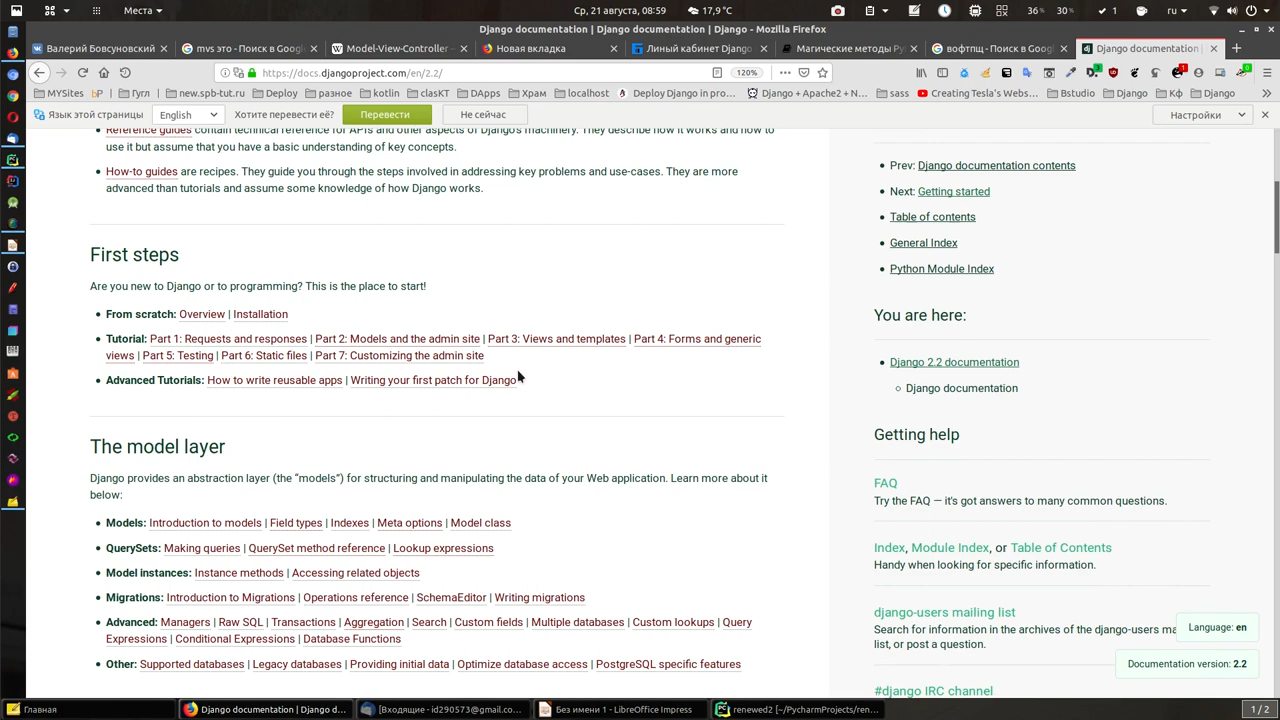 Места
Ср, 21 августа, 08:59
17,9 °C
36%
30%
1
ru
Django documentation | Django documentation - Mozilla Firefox
Валерий Бовсуновский
mvs это - Поиск в Google
Model-View-Controller -
Новая вкладка
Линый кабинет Django
Магические методы Py
вофтпщ - Поиск в Google
Django documentation |
https://docs.djangoproject.com/en/2.2/
120%
MYSites
bP
Гугл
new.spb-tut.ru
Deploy
разное
kotlin
clasKT
DApps
Храм
localhost
Deploy Django in pro…
Django + Apache2 + N…
sass
Creating Tesla's Webs…
Bstudio
Django
Кф
Django
Язык этой страницы
English
Хотите перевести её?
Перевести
Не сейчас
Настройки
Reference guides contain technical reference for APIs and other aspects of Django's machinery. They describe how it works and how to
use it but assume that you have a basic understanding of key concepts.
How-to guides are recipes. They guide you through the steps involved in addressing key problems and use-cases. They are more
advanced than tutorials and assume some knowledge of how Django works.
First steps
Are you new to Django or to programming? This is the place to start!
From scratch: Overview | Installation
Tutorial: Part 1: Requests and responses | Part 2: Models and the admin site | Part 3: Views and templates | Part 4: Forms and generic
views | Part 5: Testing | Part 6: Static files | Part 7: Customizing the admin site
Advanced Tutorials: How to write reusable apps | Writing your first patch for Django
The model layer
Django provides an abstraction layer (the “models”) for structuring and manipulating the data of your Web application. Learn more about it
below:
Models: Introduction to models | Field types | Indexes | Meta options | Model class
QuerySets: Making queries | QuerySet method reference | Lookup expressions
Model instances: Instance methods | Accessing related objects
Migrations: Introduction to Migrations | Operations reference | SchemaEditor | Writing migrations
Advanced: Managers | Raw SQL | Transactions | Aggregation | Search | Custom fields | Multiple databases | Custom lookups | Query
Expressions | Conditional Expressions | Database Functions
Other: Supported databases | Legacy databases | Providing initial data | Optimize database access | PostgreSQL specific features
Prev: Django documentation contents
Next: Getting started
Table of contents
General Index
Python Module Index
You are here:
Django 2.2 documentation
Django documentation
Getting help
FAQ
Try the FAQ — it's got answers to many common questions.
Index, Module Index, or Table of Contents
Handy when looking for specific information.
django-users mailing list
Search for information in the archives of the django-users ma
list, or post a question.
#django IRC channel
Language: en
Documentation version: 2.2
Главная
Django documentation | Django d…
[Входящие - id290573@gmail.co…
Без имени 1 - LibreOffice Impress
renewed2 [~/PycharmProjects/ren…
1 / 2